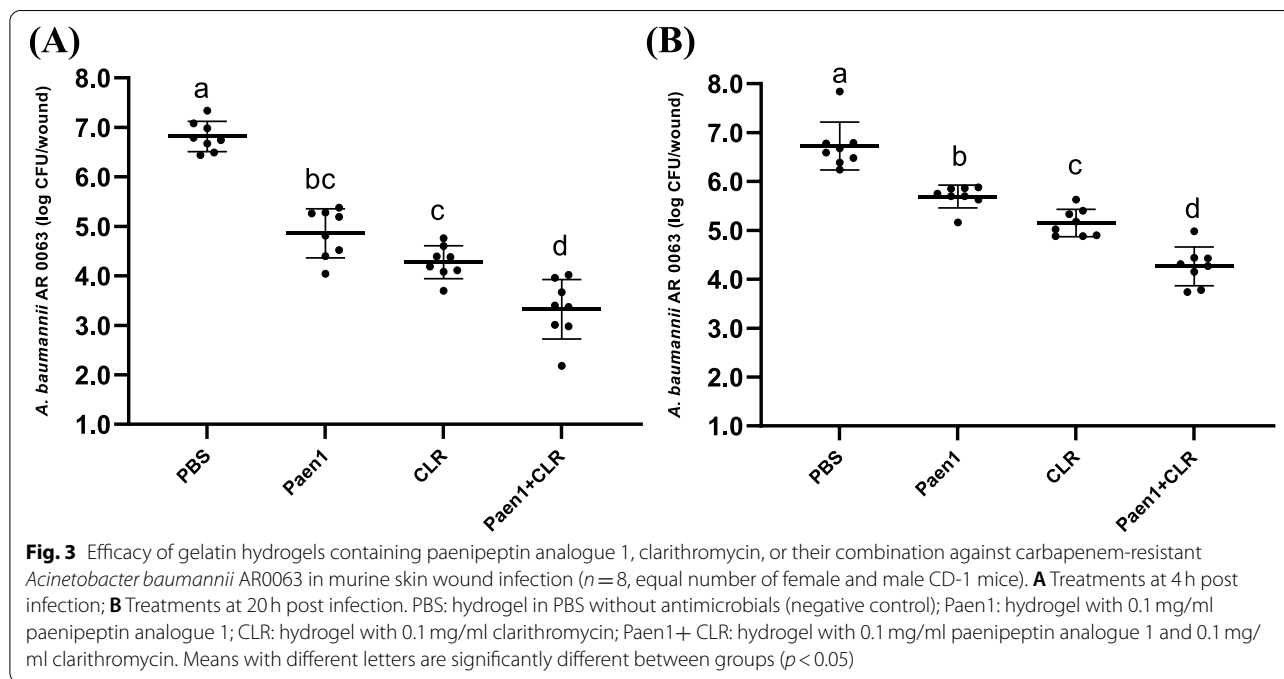 (A)
A. baumannii AR 0063 (log CFU/wound)
8.0
7.0
6.0
5.0
4.0
3.0
2.0
1.0
a
bc
c
d
PBS
Paen1
CLR
Paen1+CLR
(B)
A. baumannii AR 0063 (log CFU/wound)
8.0
7.0
6.0
5.0
4.0
3.0
2.0
1.0
a
b
c
d
PBS
Paen1
CLR
Paen1+CLR
Fig. 3 Efficacy of gelatin hydrogels containing paenipeptin analogue 1, clarithromycin, or their combination against carbapenem-resistant
Acinetobacter baumannii AR0063 in murine skin wound infection (n = 8, equal number of female and male CD-1 mice). A Treatments at 4 h post
infection; B Treatments at 20 h post infection. PBS: hydrogel in PBS without antimicrobials (negative control); Paen1: hydrogel with 0.1 mg/ml
paenipeptin analogue 1; CLR: hydrogel with 0.1 mg/ml clarithromycin; Paen1+ CLR: hydrogel with 0.1 mg/ml paenipeptin analogue 1 and 0.1 mg/
ml clarithromycin. Means with different letters are significantly different between groups (p < 0.05)